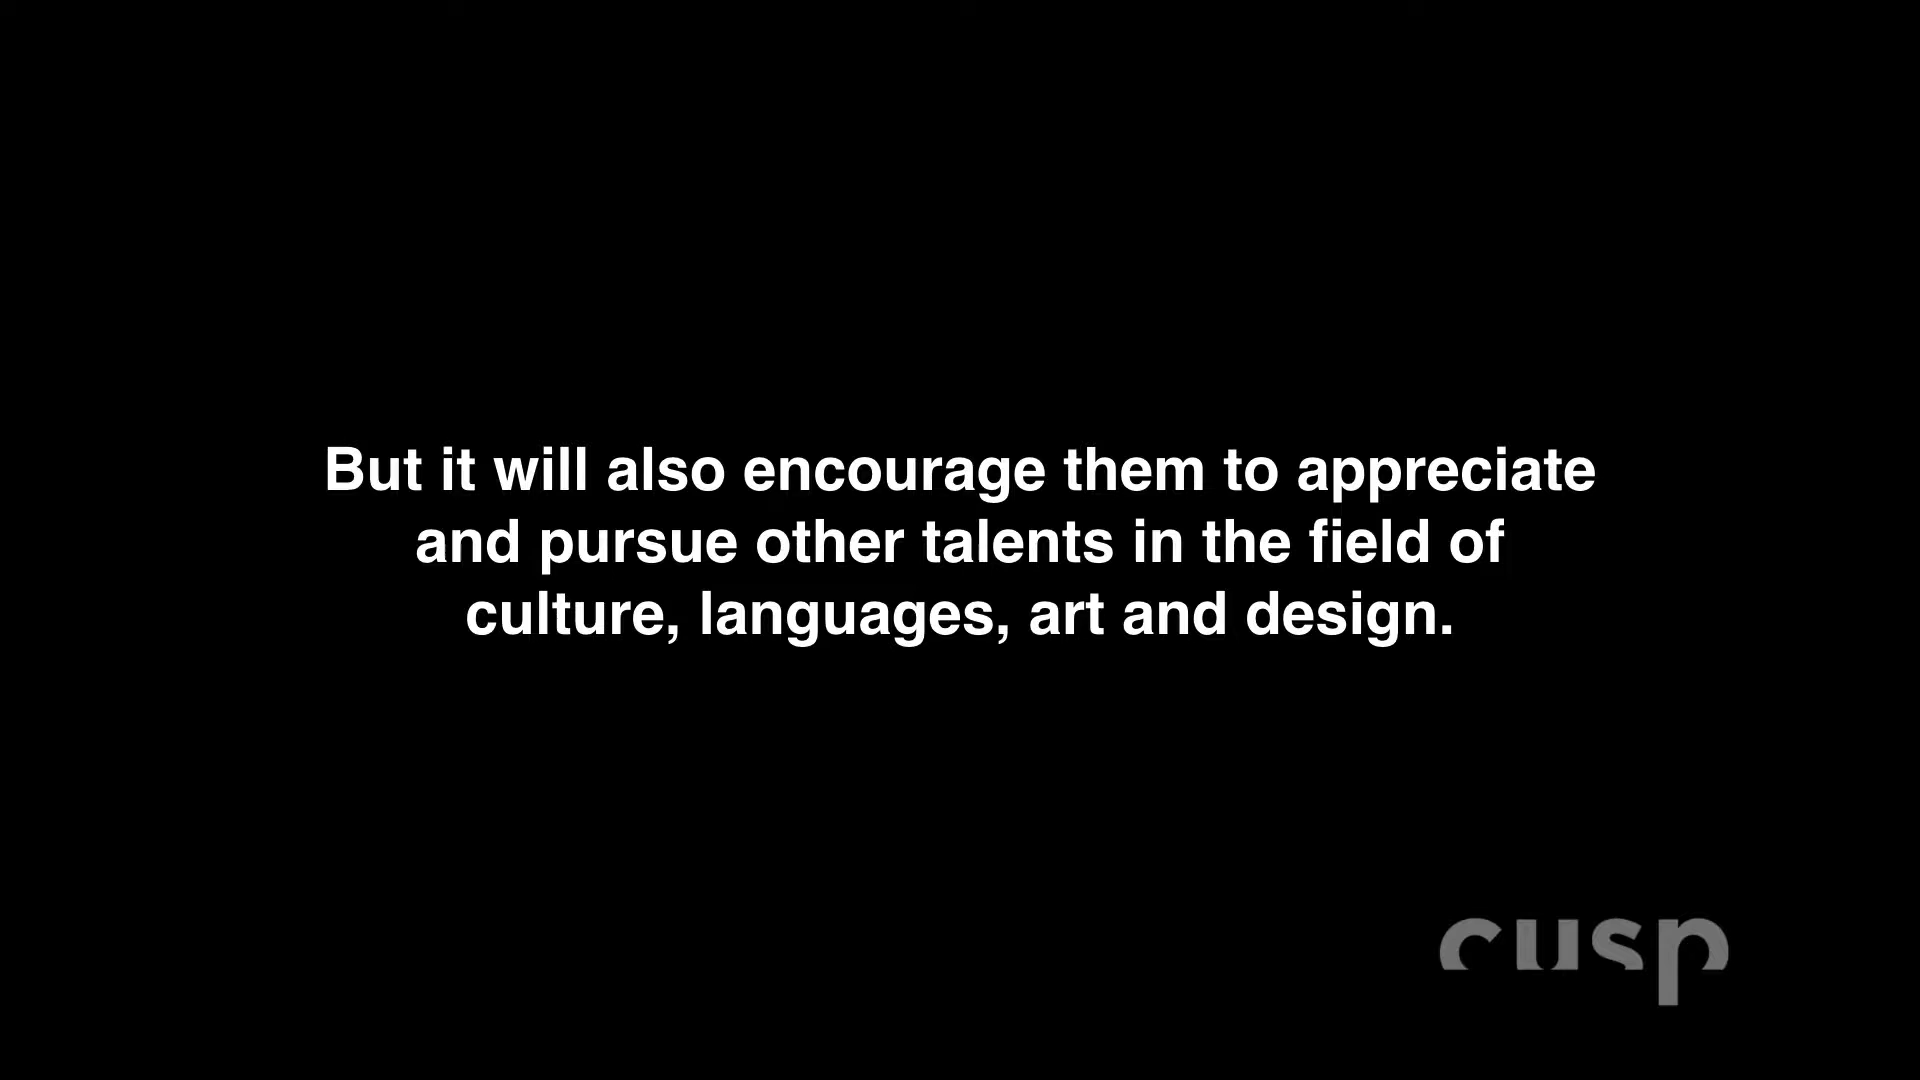 But it will also encourage them to appreciate
and pursue other talents in the field of
culture, languages, art and design.
cusp